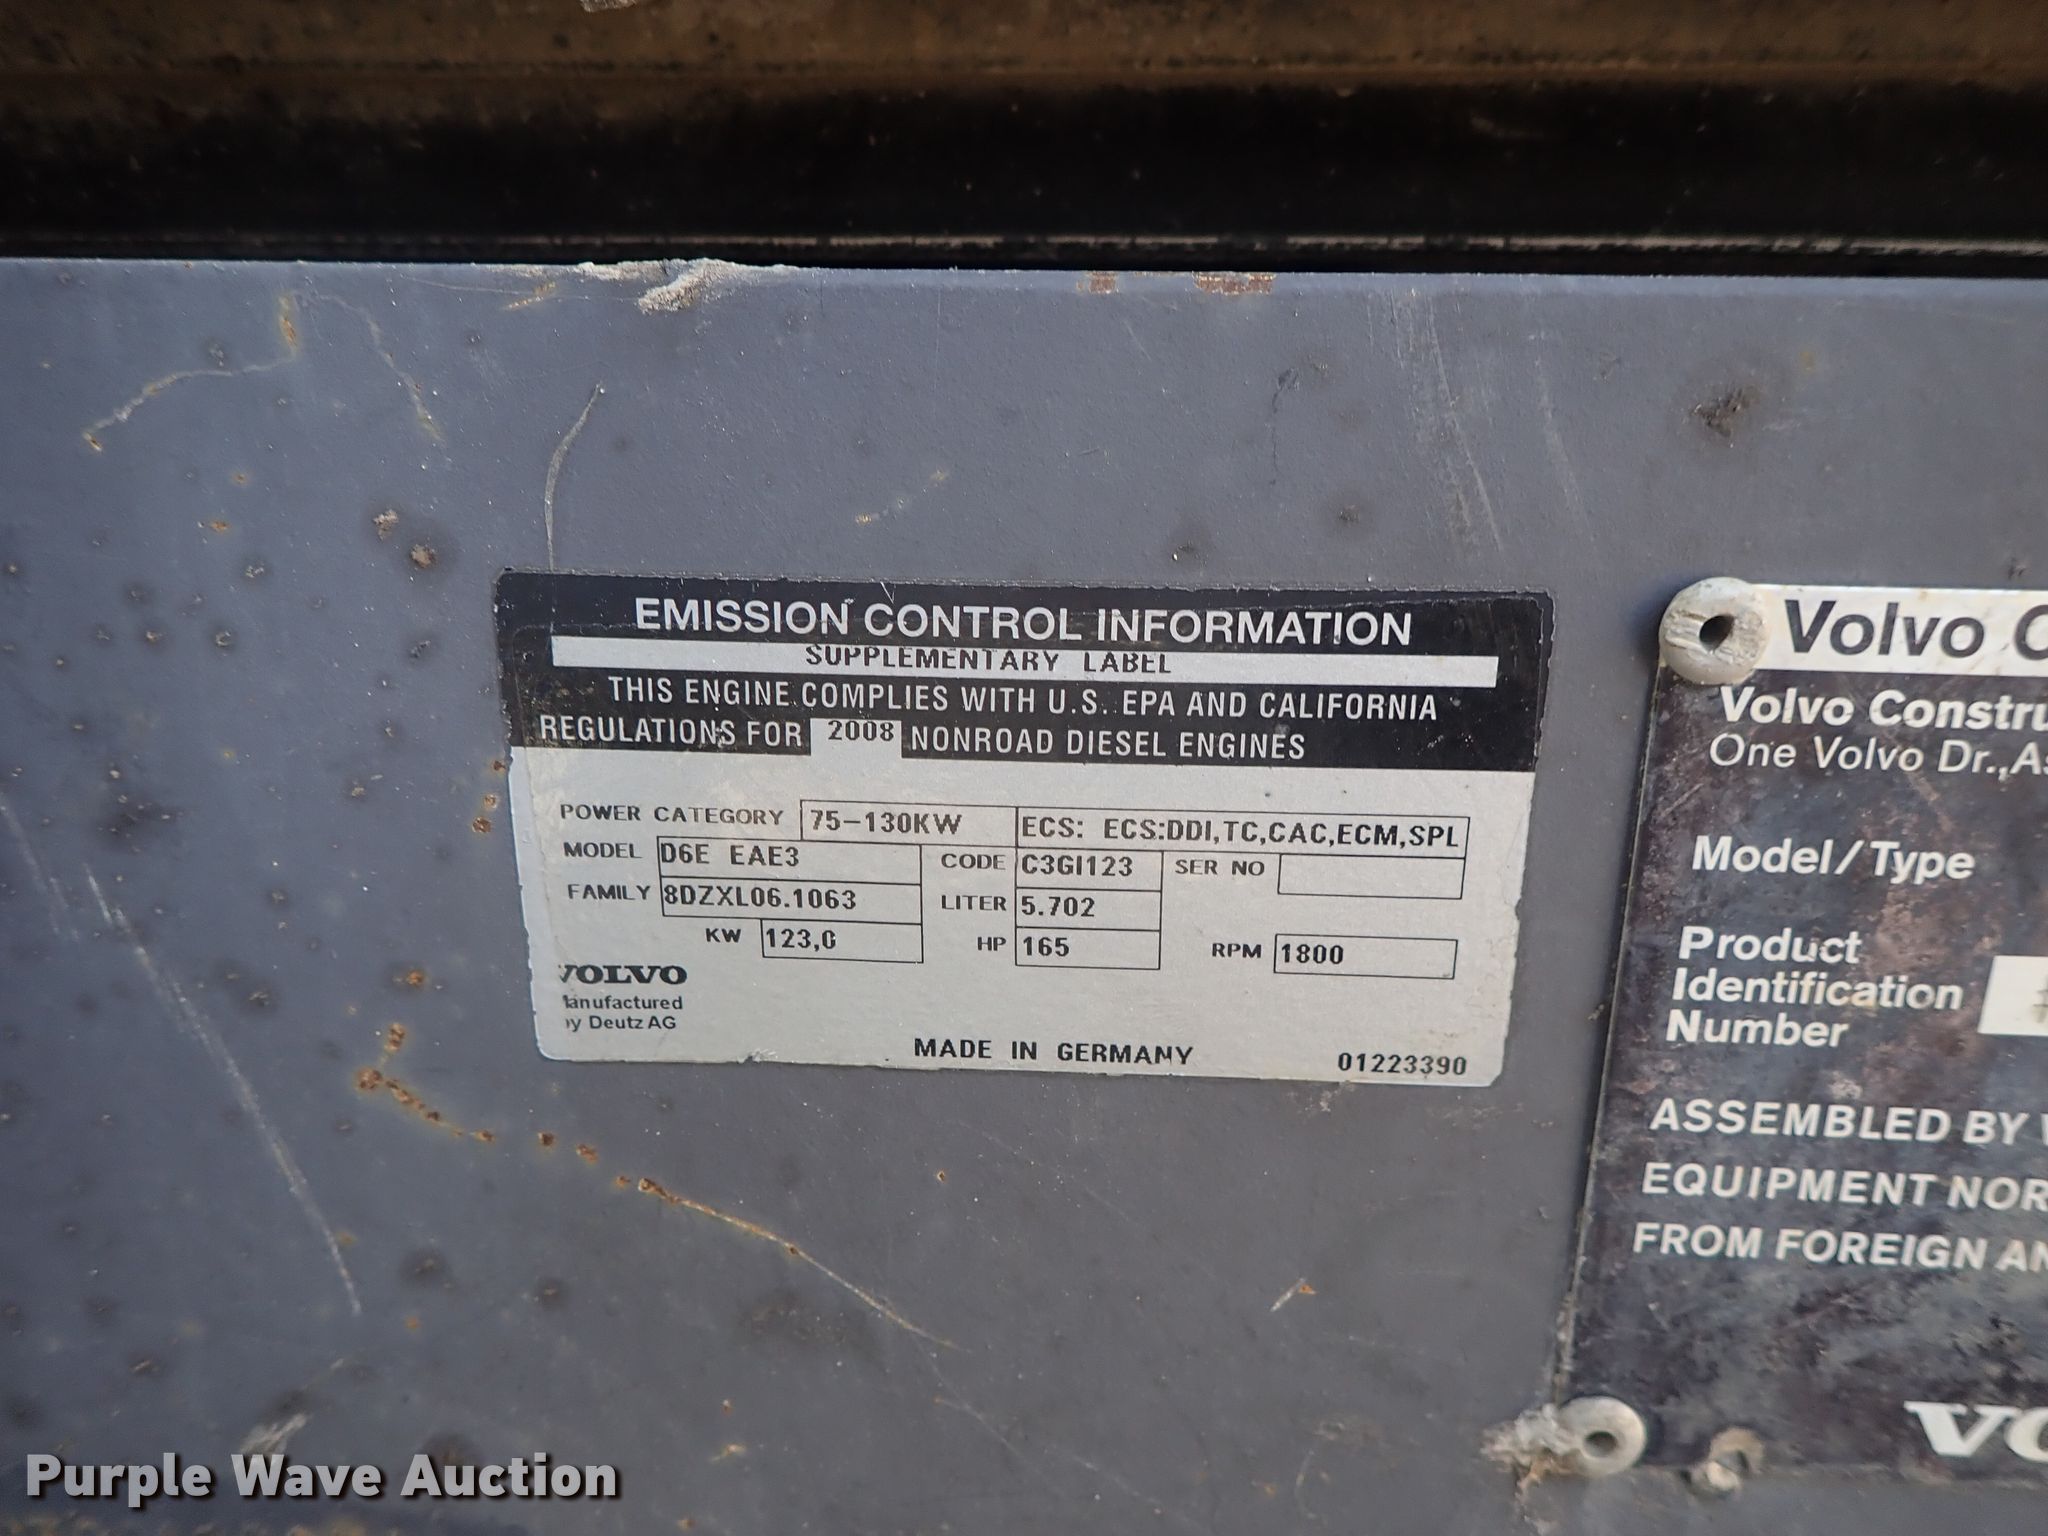 EMISSION CONTROL INFORMATION
SUPPLEMENTARY LABEL
THIS ENGINE COMPLIES WITH U.S. EPA AND CALIFORNIA
REGULATIONS FOR 2008 NONROAD DIESEL ENGINES
POWER CATEGORY 75-130KW ECS: ECS:DDI,TC,CAC,ECM,SPL
MODEL D6E EAE3 CODE C3GI123 SER NO
FAMILY 8DZXL06.1063 LITER 5.702
KW 123,0 HP 165 RPM 1800
VOLVO
Manufactured
by Deutz AG
MADE IN GERMANY 01223390
Volvo C
Volvo Constru
One Volvo Dr.,As
Model/Type
Product
Identification
Number
ASSEMBLED BY V
EQUIPMENT NOR
FROM FOREIGN AN
VO
Purple Wave Auction